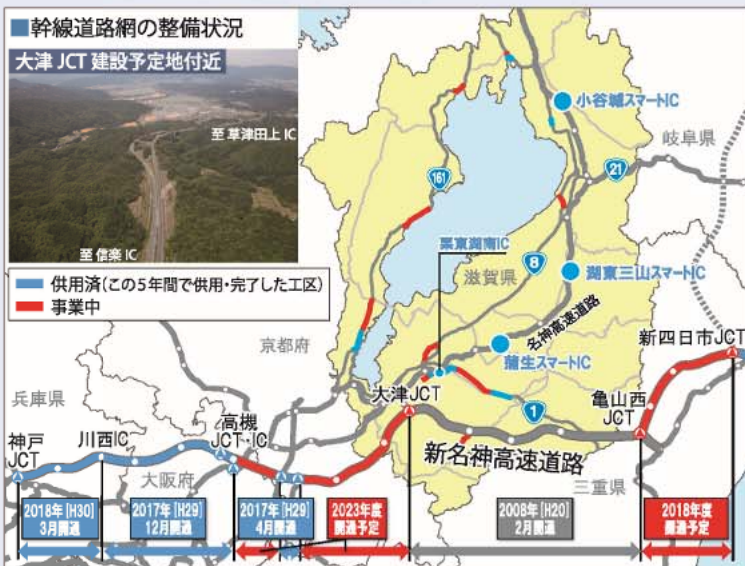 ■幹線道路網の整備状況
大津JCT建設予定地付近
至 草津田上 IC
至 信楽 IC
供用済(この5年間で供用・完了した工区)
事業中
小谷城スマートIC
岐阜県
161
21
栗東湖南IC
滋賀県
8
湖東三山スマートIC
名神高速道路
京都府
蒲生スマートIC
新四日市JCT
兵庫県
大津JCT
亀山西
JCT
1
高槻
JCT・IC
川西IC
神戸
JCT
新名神高速道路
大阪府
三重県
2018年[H30]
3月開通
2017年[H29]
12月開通
2017年[H29]
4月開通
2023年度
開通予定
2008年[H20]
2月開通
2018年度
開通予定